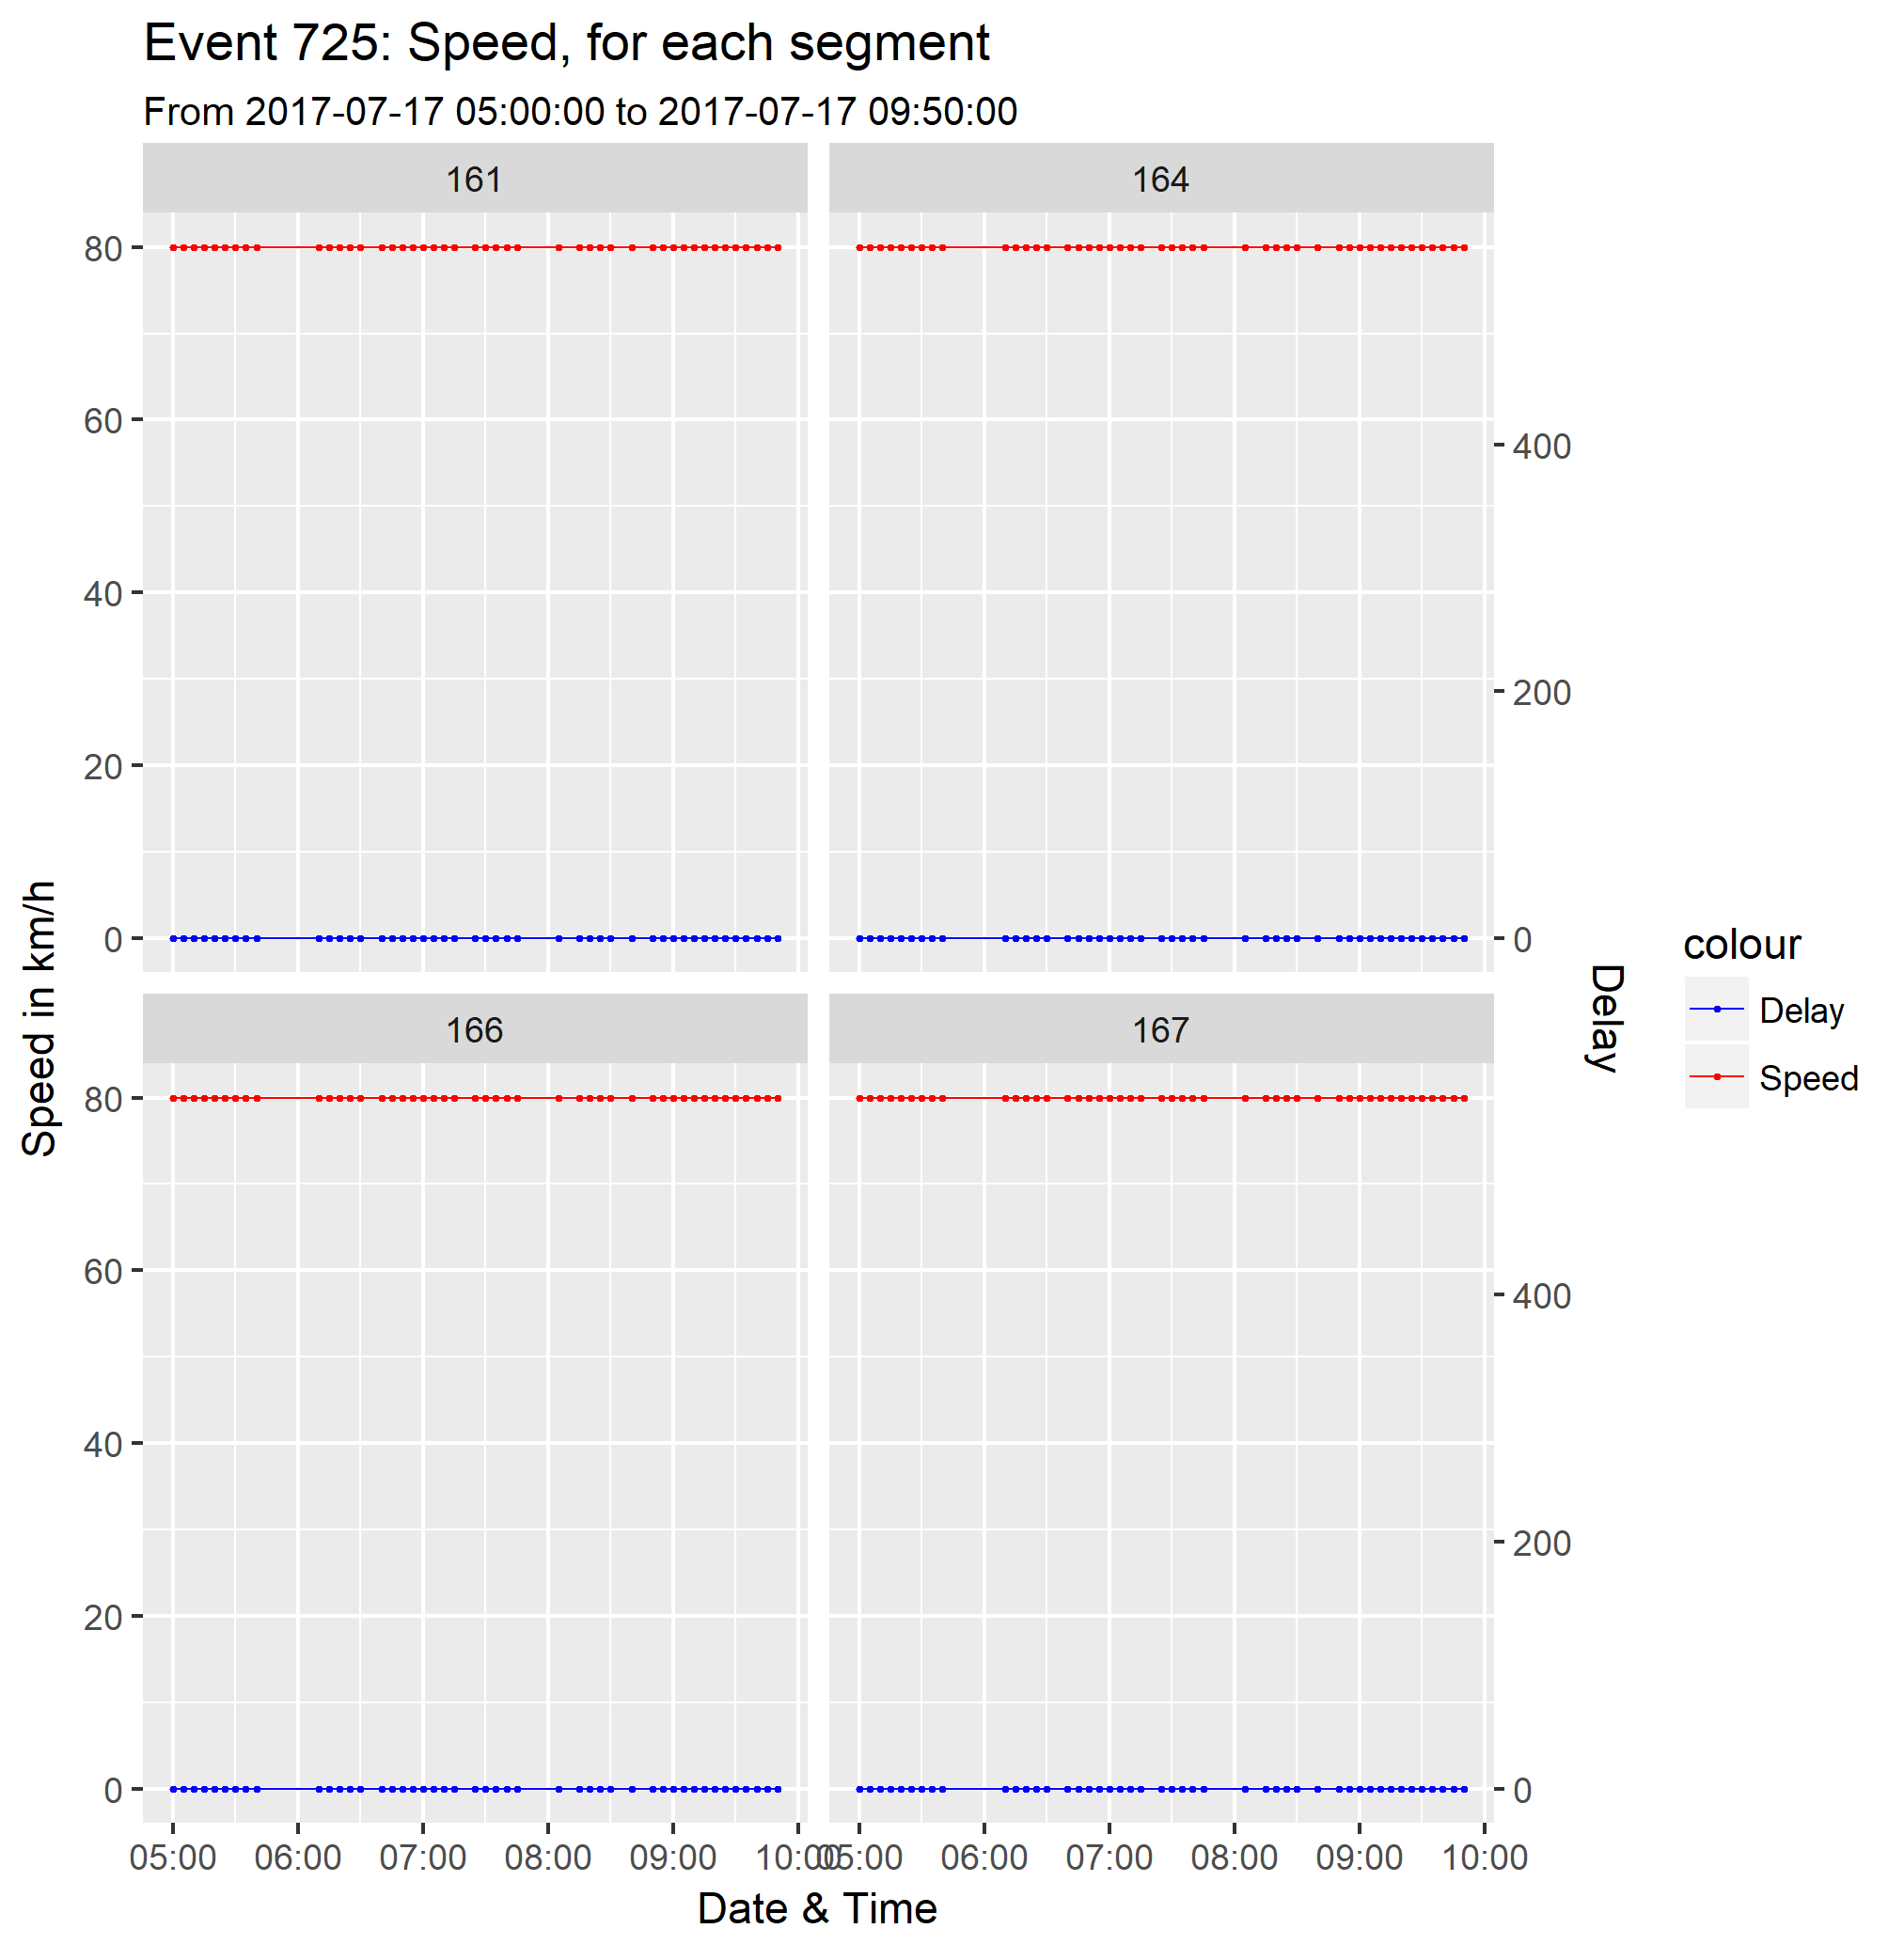 Event 725: Speed, for each segment
From 2017-07-17 05:00:00 to 2017-07-17 09:50:00
161
164
80
60
40
20
0
400
200
0
166
167
80
60
40
20
0
400
200
0
05:00 06:00 07:00 08:00 09:00 10:00 05:00 06:00 07:00 08:00 09:00 10:00
Date & Time
Speed in km/h
Delay
colour
Delay
Speed